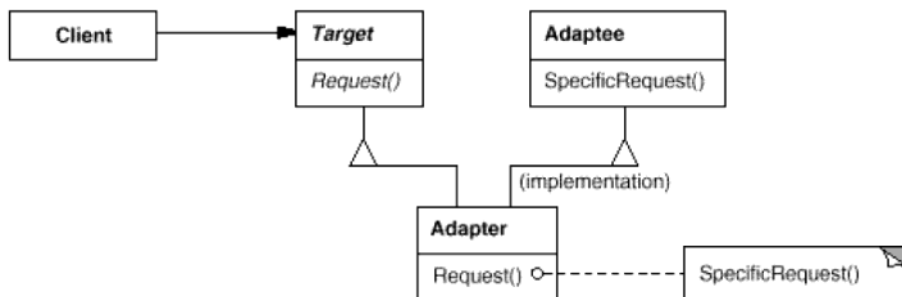 Client
Target
Request()
Adaptee
SpecificRequest()
(implementation)
Adapter
Request()
SpecificRequest()